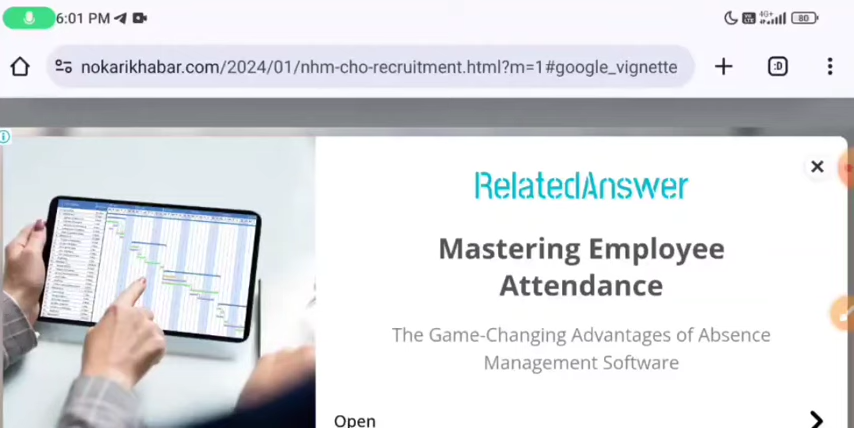 6:01 PM
4G+
80
nokarikhabar.com/2024/01/nhm-cho-recruitment.html?m=1#google_vignette
:D
RelatedAnswer
Mastering Employee
Attendance
The Game-Changing Advantages of Absence
Management Software
Open